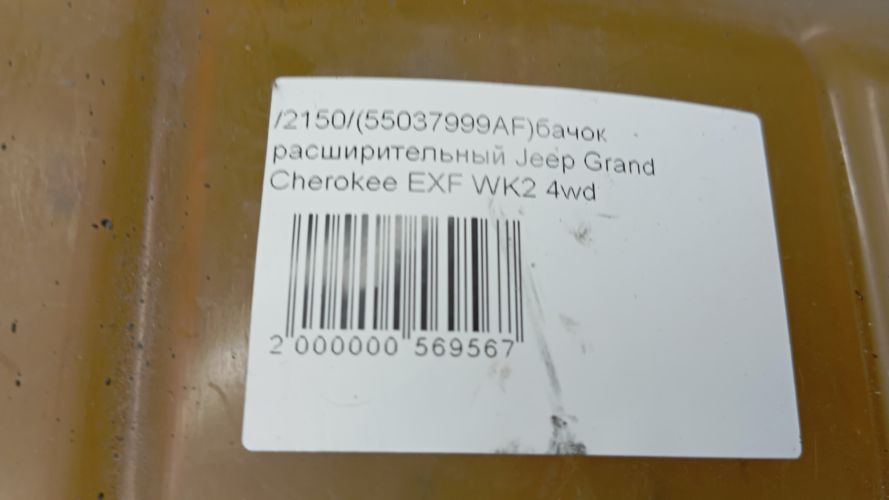 /2150/(55037999AF)бачок
расширительный Jeep Grand
Cherokee EXF WK2 4wd
2 000000 569567